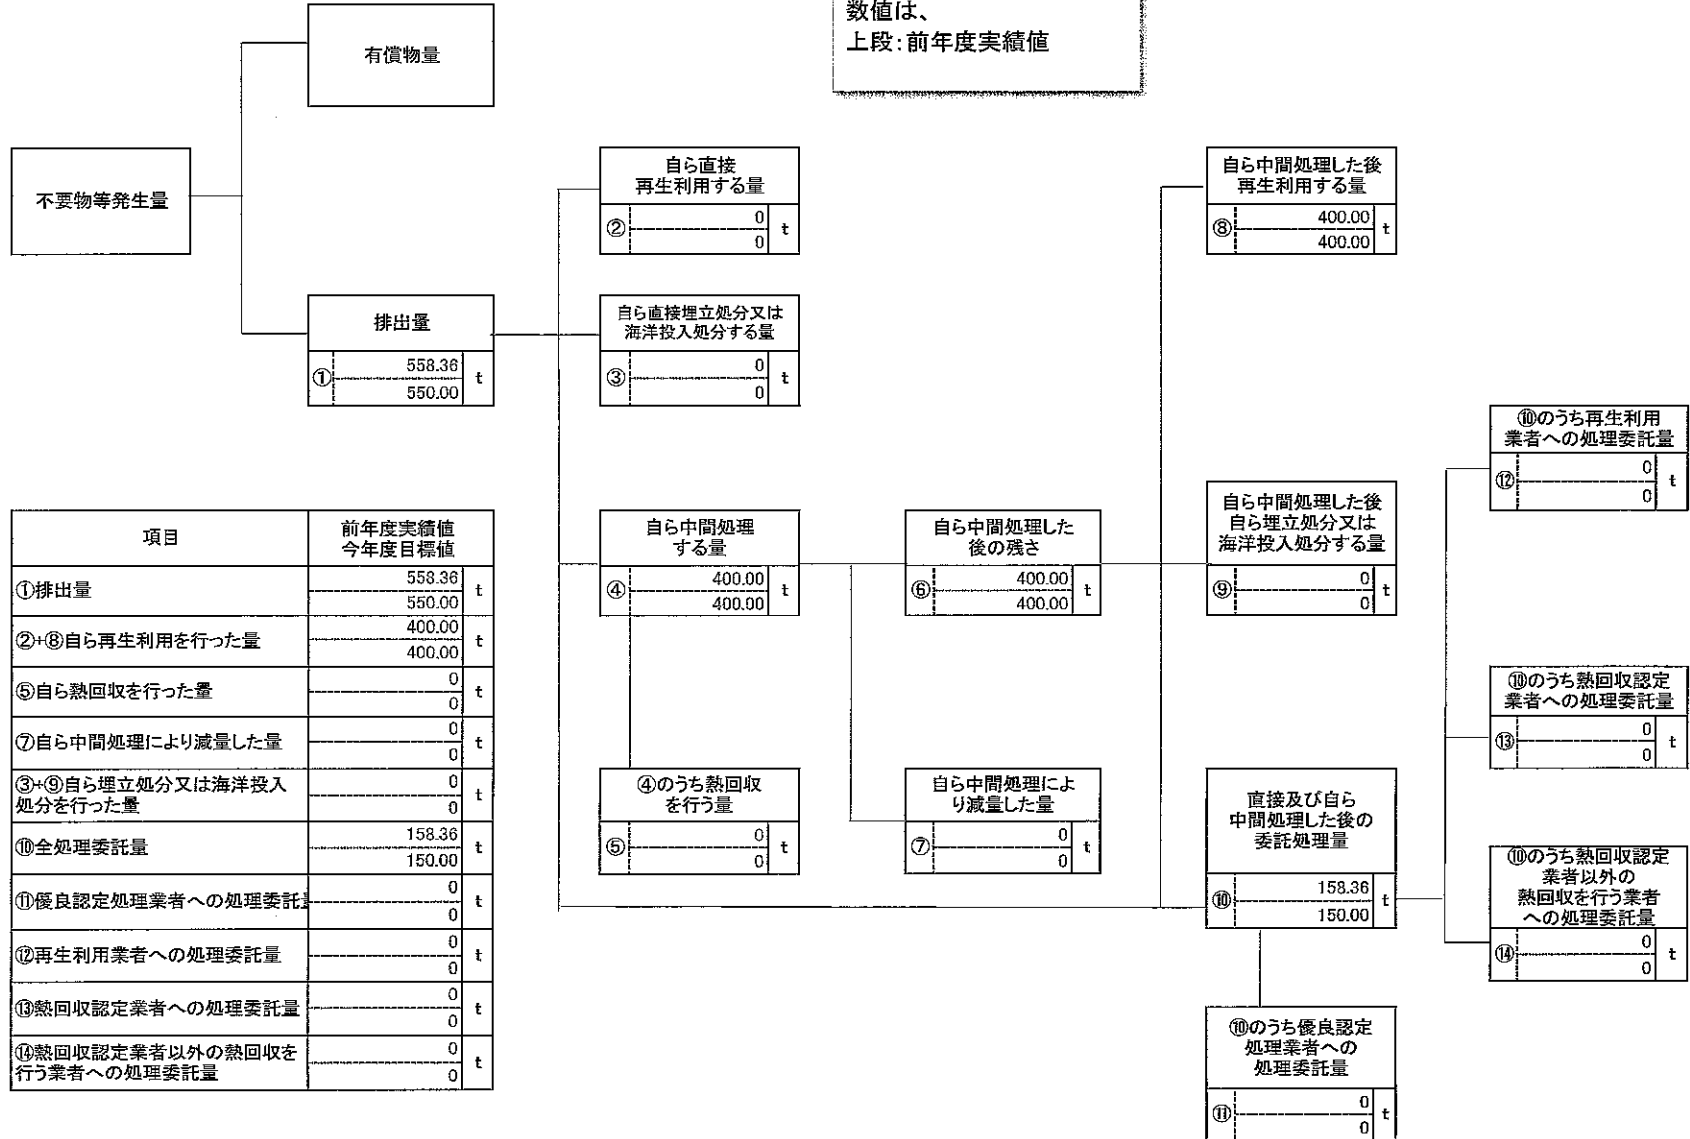 数値は、
上段:前年度実績値
有償物量
不要物等発生量
自ら直接
再生利用する量
② 0 t
0
自ら中間処理した後
再生利用する量
⑧ 400.00 t
400.00
排出量
① 558.36 t
550.00
自ら直接埋立処分又は
海洋投入処分する量
③ 0 t
0
⑩のうち再生利用
業者への処理委託量
⑫ 0 t
0
自ら中間処理
する量
④ 400.00 t
400.00
自ら中間処理した
後の残さ
⑥ 400.00 t
400.00
自ら中間処理した後
自ら埋立処分又は
海洋投入処分する量
⑨ 0 t
0
⑩のうち熱回収認定
業者への処理委託量
⑬ 0 t
0
④のうち熱回収
を行う量
⑤ 0 t
0
自ら中間処理によ
り減量した量
⑦ 0 t
0
直接及び自ら
中間処理した後の
委託処理量
⑩ 158.36 t
150.00
⑩のうち熱回収認定
業者以外の
熱回収を行う業者
への処理委託量
⑭ 0 t
0
⑩のうち優良認定
処理業者への
処理委託量
⑪ 0 t
0
項目 前年度実績値
今年度目標値
①排出量 558.36 t
550.00
②+⑧自ら再生利用を行った量 400.00 t
400.00
⑤自ら熱回収を行った量 0 t
0
⑦自ら中間処理により減量した量 0 t
0
③+⑨自ら埋立処分又は海洋投入
処分を行った量 0 t
0
⑩全処理委託量 158.36 t
150.00
⑪優良認定処理業者への処理委託 0 t
0
⑫再生利用業者への処理委託量 0 t
0
⑬熱回収認定業者への処理委託量 0 t
0
⑭熱回収認定業者以外の熱回収を
行う業者への処理委託量 0 t
0